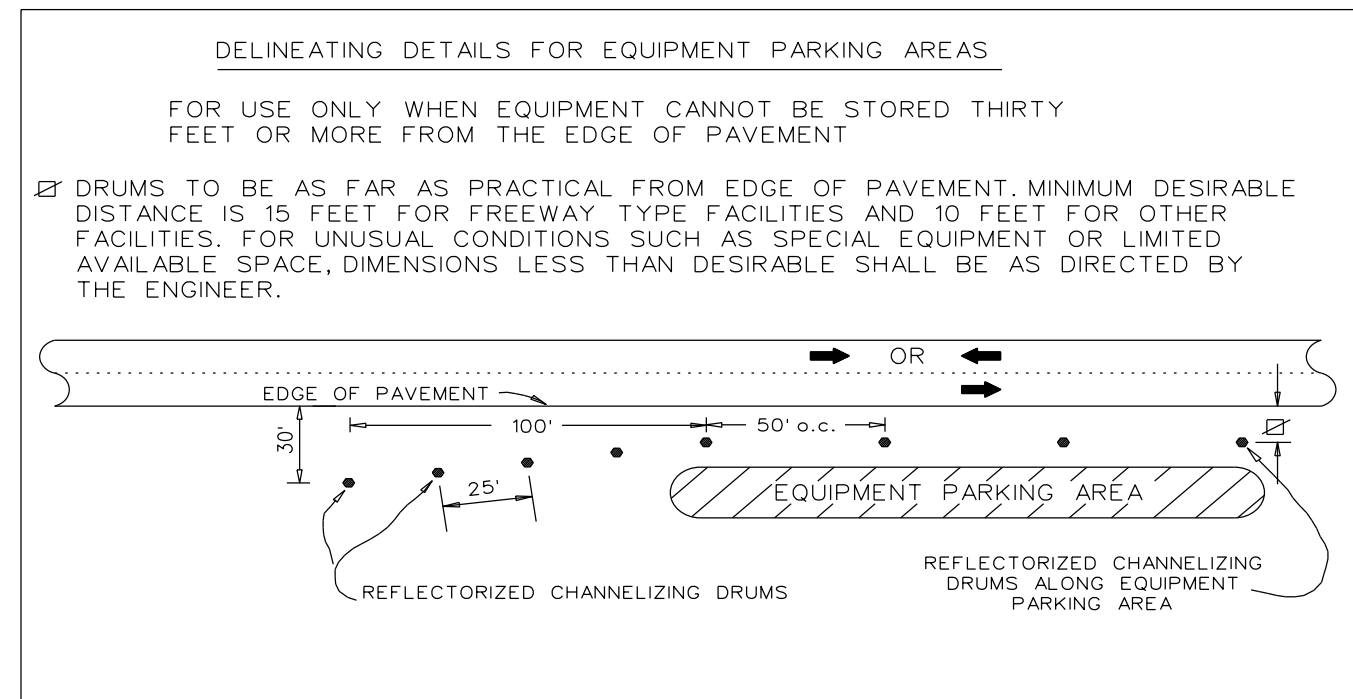 DELINEATING DETAILS FOR EQUIPMENT PARKING AREAS
FOR USE ONLY WHEN EQUIPMENT CANNOT BE STORED THIRTY
FEET OR MORE FROM THE EDGE OF PAVEMENT
DRUMS TO BE AS FAR AS PRACTICAL FROM EDGE OF PAVEMENT. MINIMUM DESIRABLE
DISTANCE IS 15 FEET FOR FREEWAY TYPE FACILITIES AND 10 FEET FOR OTHER
FACILITIES. FOR UNUSUAL CONDITIONS SUCH AS SPECIAL EQUIPMENT OR LIMITED
AVAILABLE SPACE, DIMENSIONS LESS THAN DESIRABLE SHALL BE AS DIRECTED BY
THE ENGINEER.
OR
EDGE OF PAVEMENT
30'
100'
50' o.c.
25'
EQUIPMENT PARKING AREA
REFLECTORIZED CHANNELIZING DRUMS
REFLECTORIZED CHANNELIZING
DRUMS ALONG EQUIPMENT
PARKING AREA